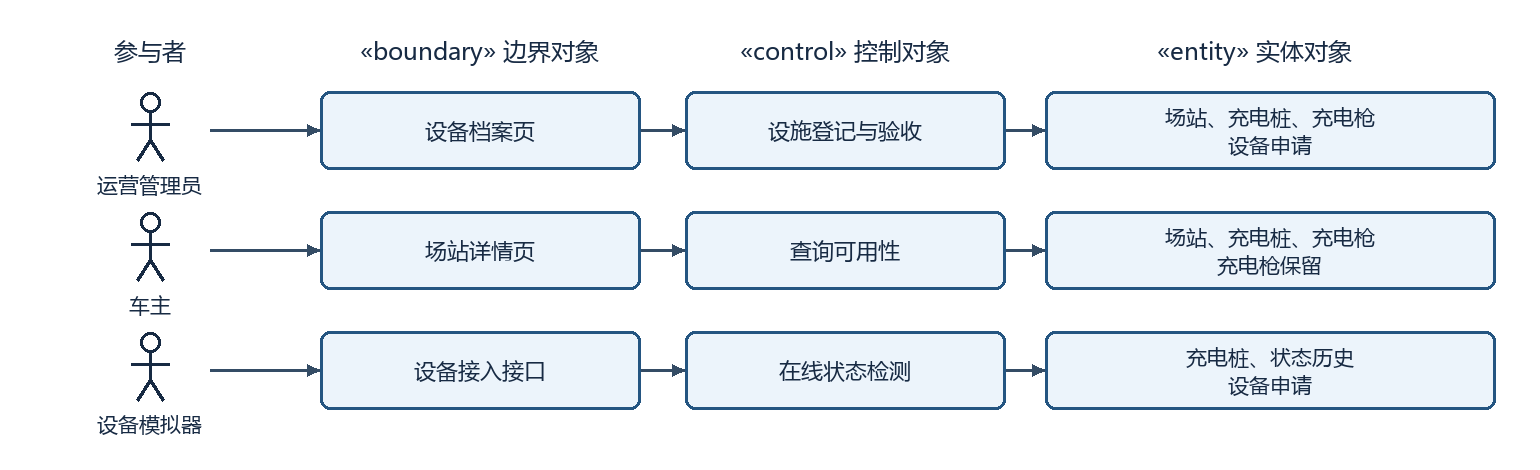 参与者
«boundary» 边界对象
«control» 控制对象
«entity» 实体对象
运营管理员
设备档案页
设施登记与验收
场站、充电桩、充电枪
设备申请
车主
场站详情页
查询可用性
场站、充电桩、充电枪
充电枪保留
设备模拟器
设备接入接口
在线状态检测
充电桩、状态历史
设备申请